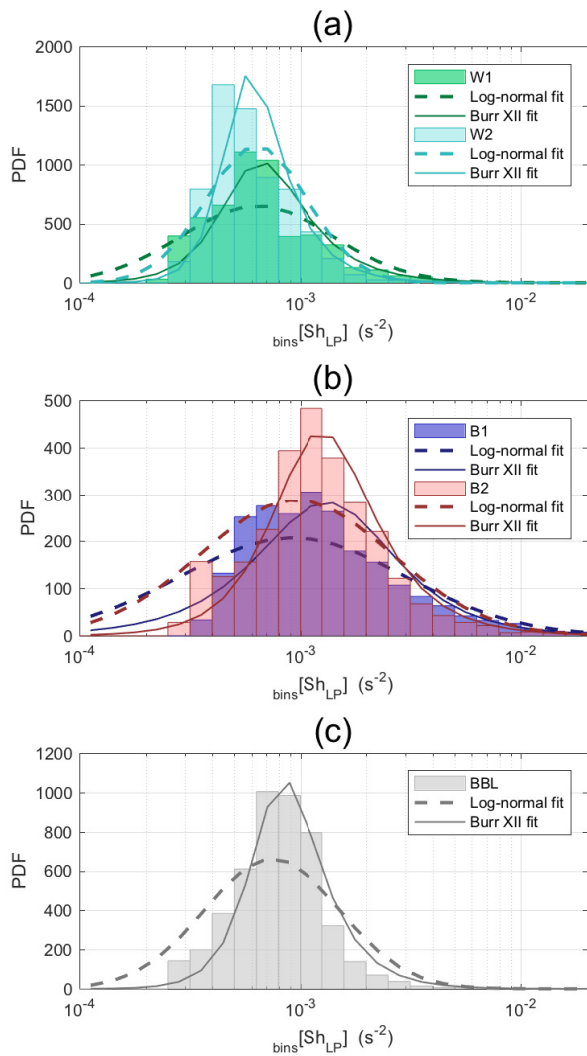 (a)
2000
1500
1000
500
0
PDF
W1
Log-normal fit
Burr XII fit
W2
Log-normal fit
Burr XII fit
10-4
10-3
10-2
bins[ShLP] (s-2)
(b)
500
400
300
200
100
0
PDF
B1
Log-normal fit
Burr XII fit
B2
Log-normal fit
Burr XII fit
10-4
10-3
10-2
bins[ShLP] (s-2)
(c)
1200
1000
800
600
400
200
0
PDF
BBL
Log-normal fit
Burr XII fit
10-4
10-3
10-2
bins[ShLP] (s-2)